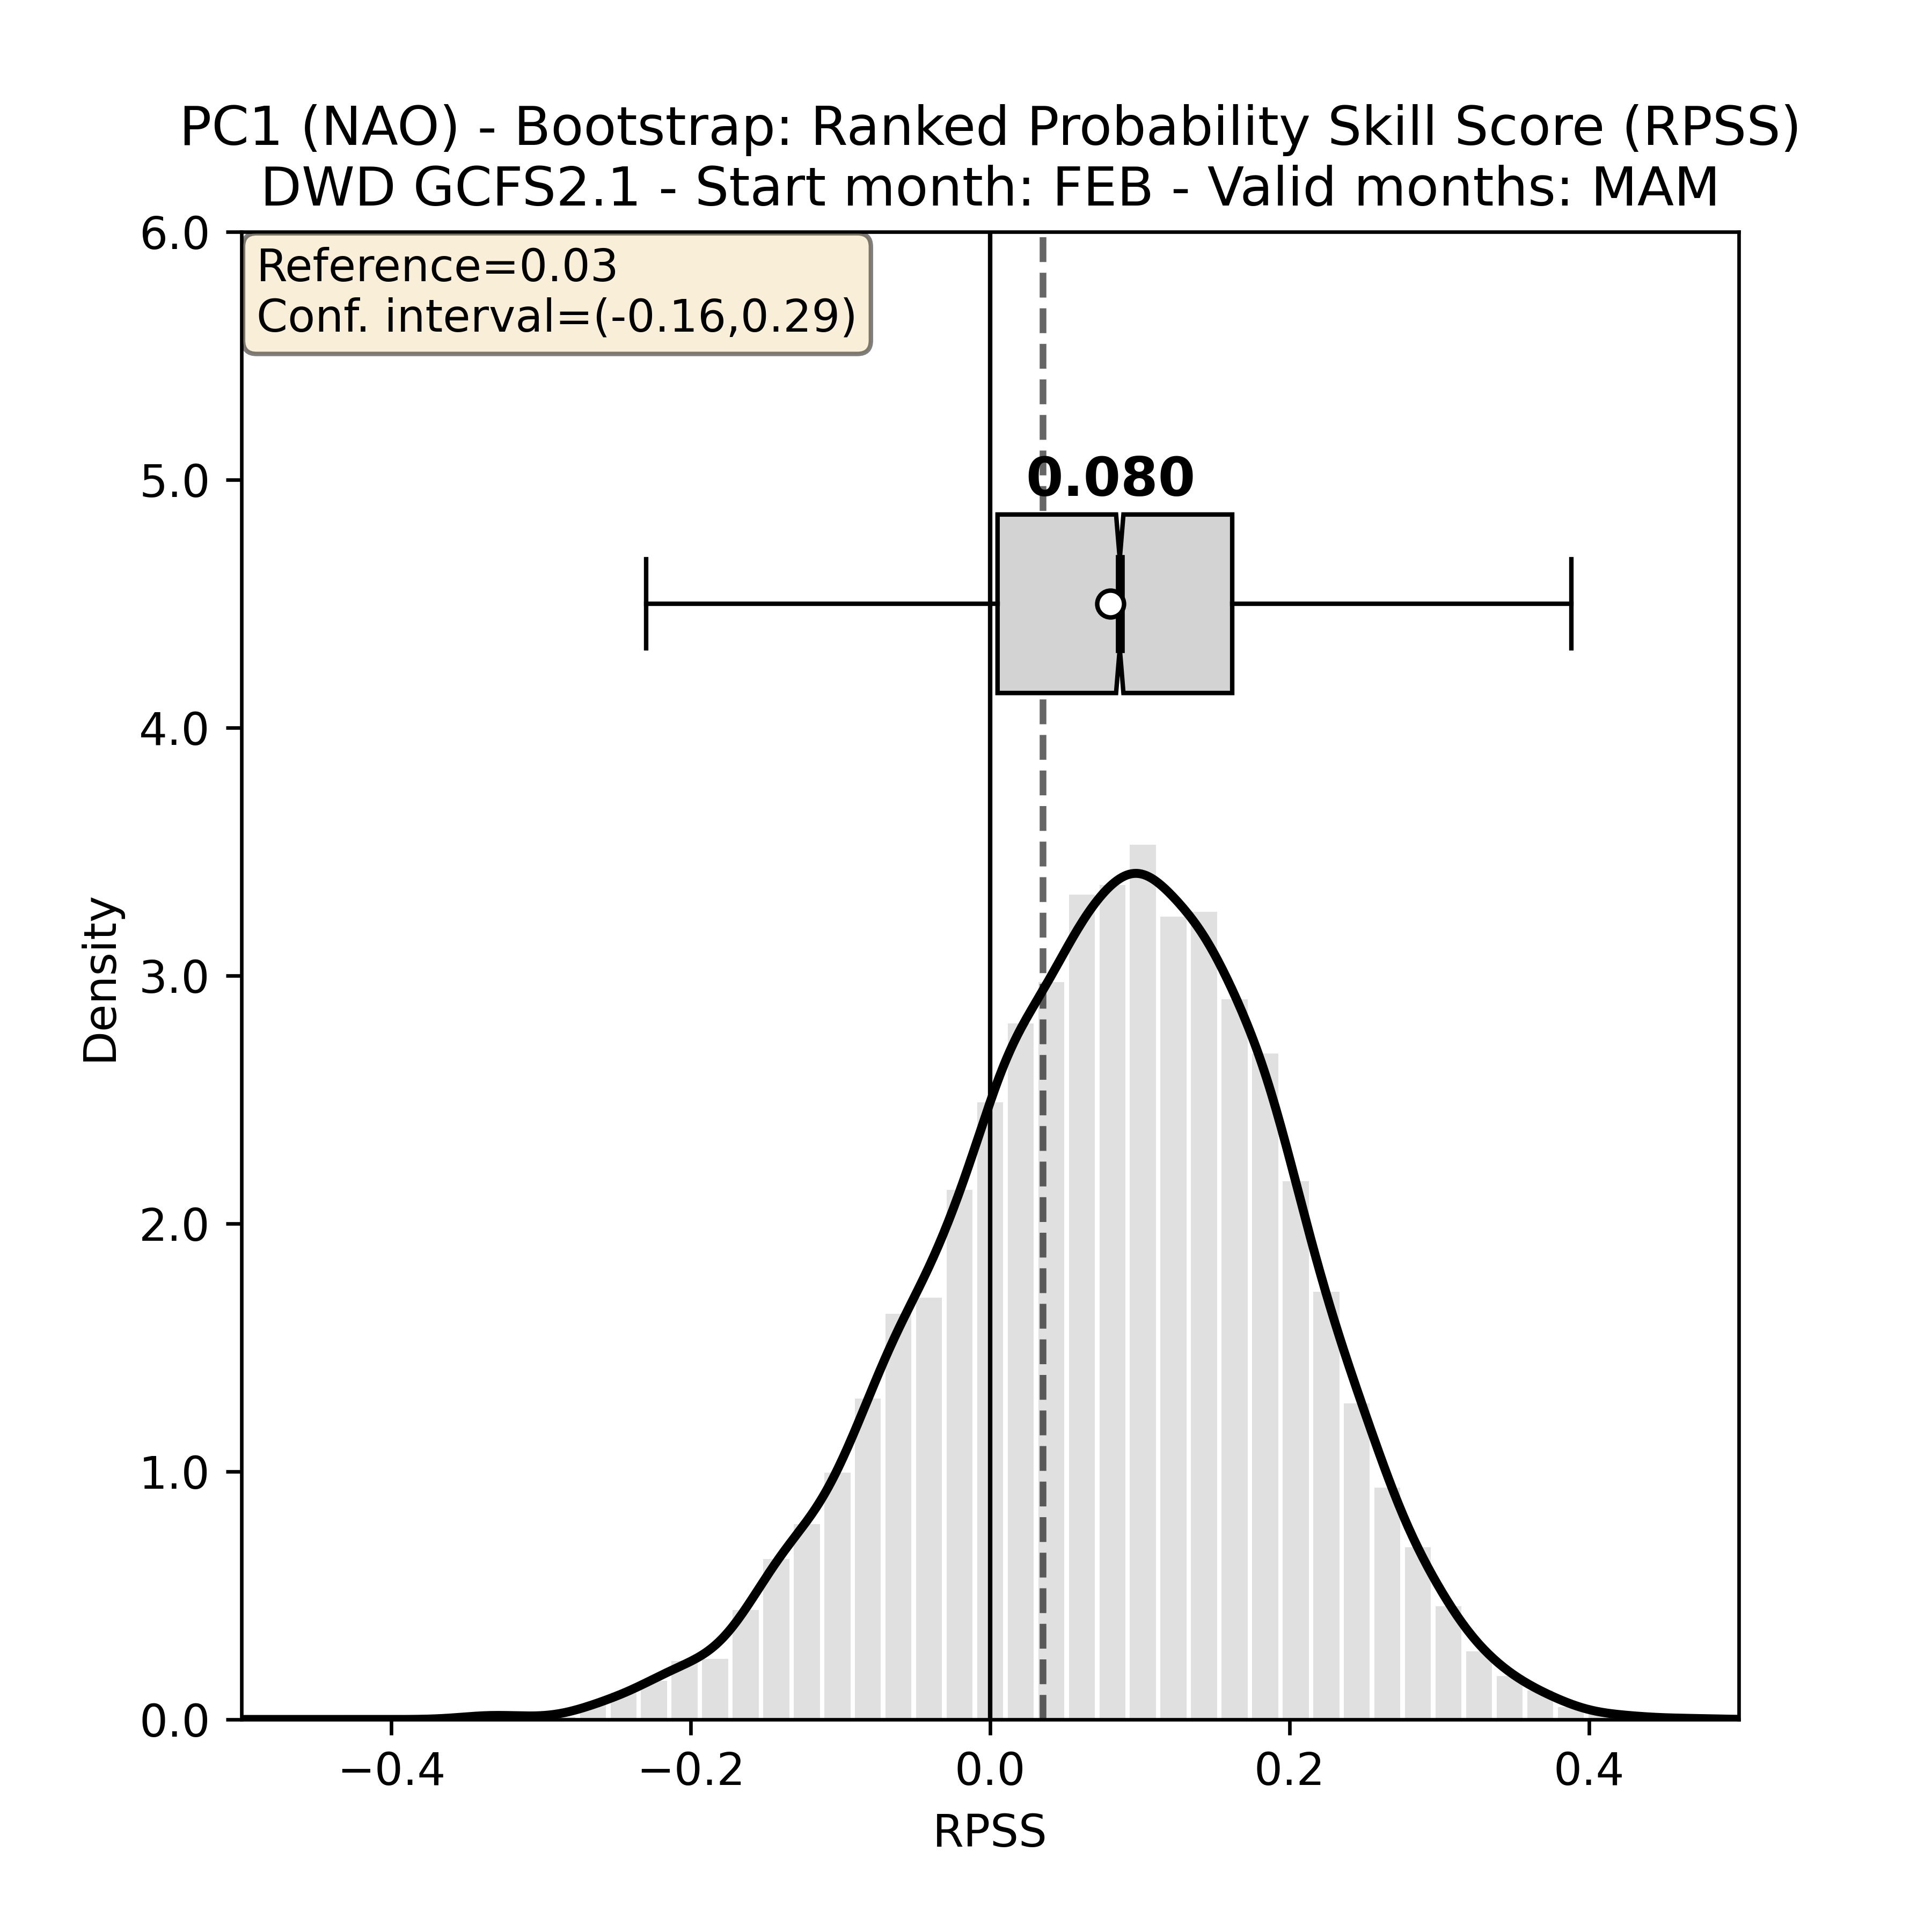 PC1 (NAO) - Bootstrap: Ranked Probability Skill Score (RPSS)
DWD GCFS2.1 - Start month: FEB - Valid months: MAM
6.0
Reference=0.03
Conf. interval=(-0.16,0.29)
0.080
5.0
4.0
3.0
2.0
1.0
0.0
Density
−0.4 −0.2 0.0 0.2 0.4
RPSS